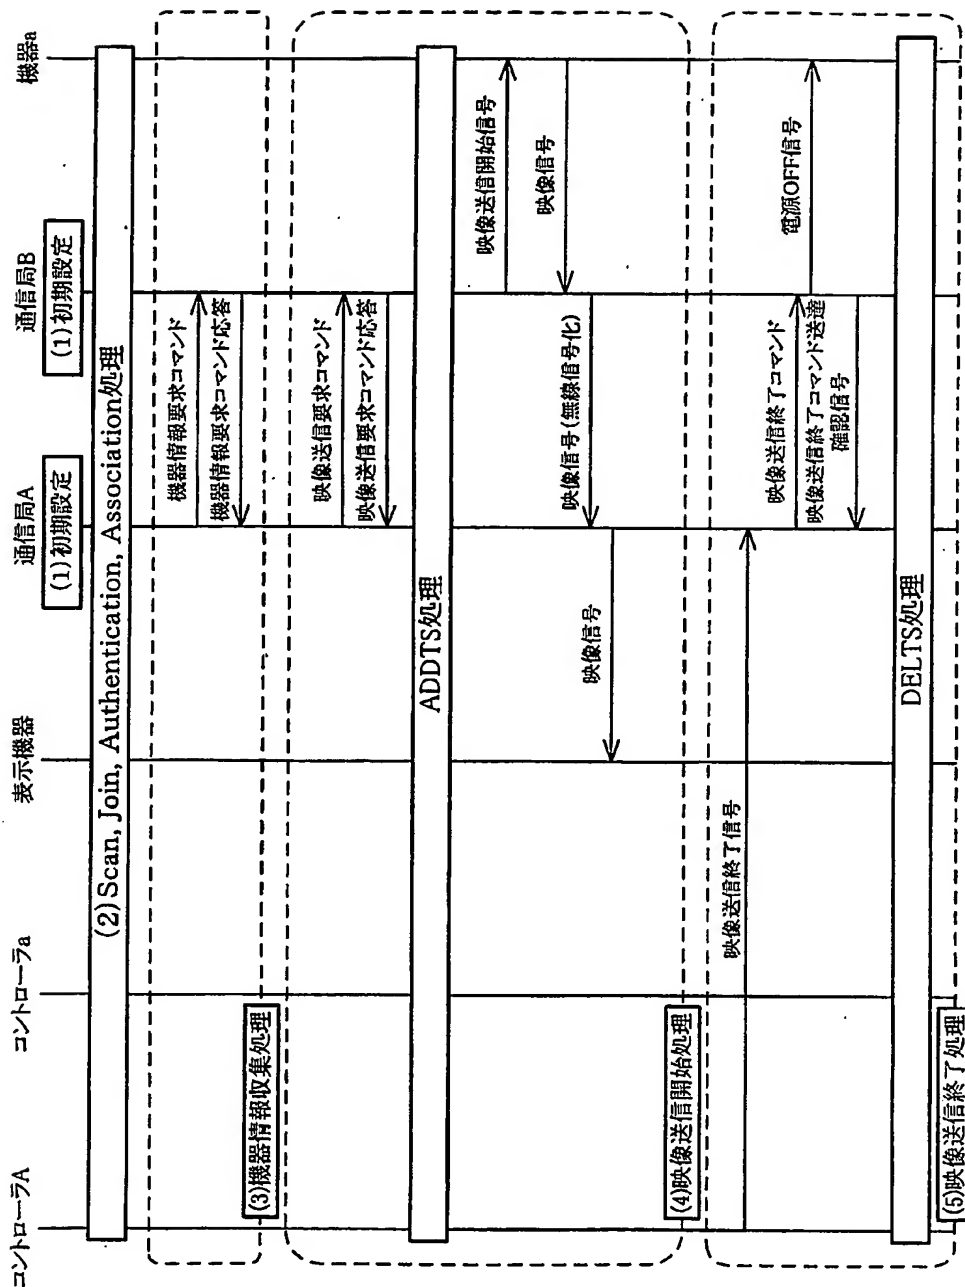 コントローラA
コントローラa
表示機器
通信局A
通信局B
機器a
(1)初期設定
(1)初期設定
(2)Scan, Join, Authentication, Association処理
機器情報要求コマンド
機器情報要求コマンド応答
(3)機器情報収集処理
映像送信要求コマンド
映像送信要求コマンド応答
ADDTS処理
映像送信開始信号
映像信号
映像信号(無線信号化)
映像信号
(4)映像送信開始処理
映像送信終了信号
映像送信終了コマンド
電源OFF信号
映像送信終了コマンド送達
確認信号
DELTS処理
(5)映像送信終了処理